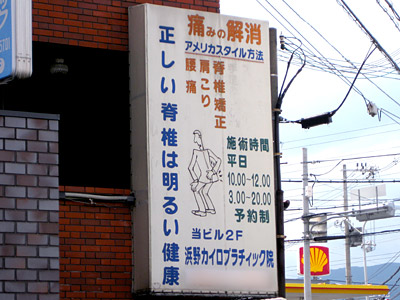 痛みの解消
アメリカスタイル方法
脊椎矯正
肩こり
腰痛
正しい脊椎は明るい健康
施術時間
平日
10.00-12.00
3.00-20.00
予約制
当ビル2F
浜野カイロプラティック院
Shell